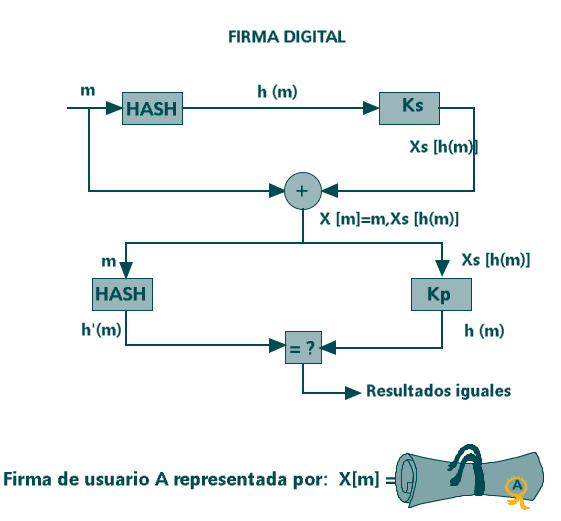 FIRMA DIGITAL
m
HASH
h (m)
Ks
Xs [h(m)]
+
X [m]=m,Xs [h(m)]
m
Xs [h(m)]
HASH
Kp
h'(m)
h (m)
= ?
Resultados iguales
Firma de usuario A representada por: X[m] =
A